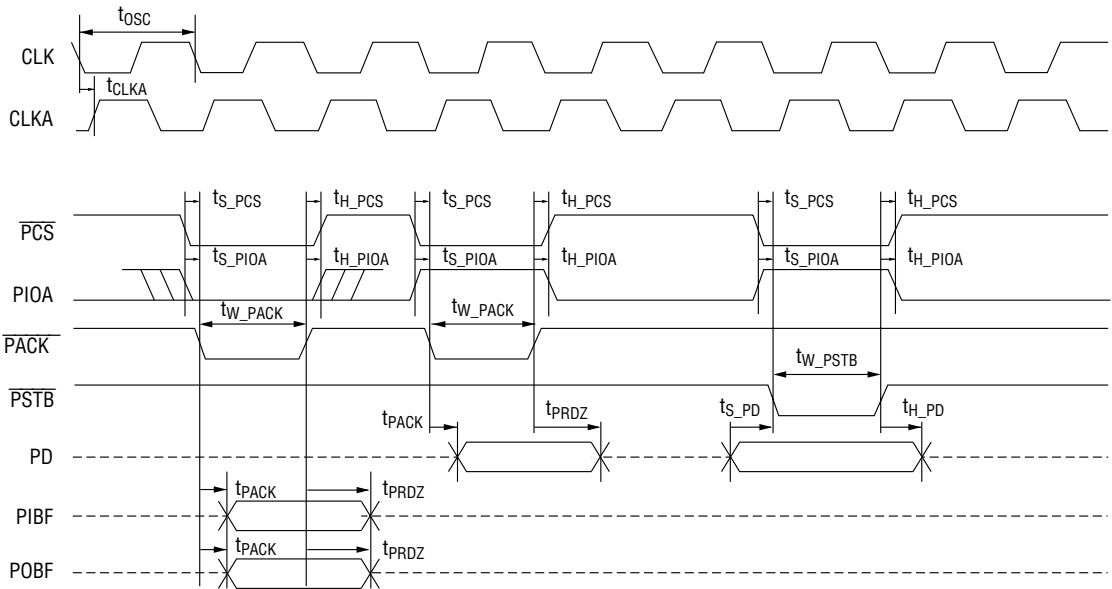 tOSC
CLK
tCLKA
CLKA
tS_PCS tH_PCS tS_PCS tH_PCS tS_PCS tH_PCS
PCS
tS_PIOA tH_PIOA tS_PIOA tH_PIOA tS_PIOA tH_PIOA
PIOA
tW_PACK tW_PACK
PACK
tW_PSTB
PSTB
tPACK tPRDZ tS_PD tH_PD
PD
tPACK tPRDZ
PIBF
tPACK tPRDZ
POBF